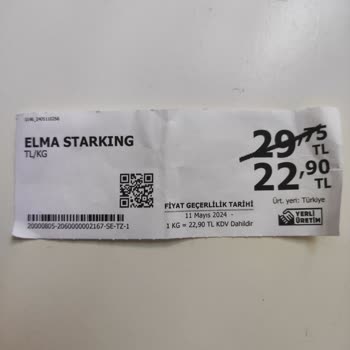 0196_2405110256
ELMA STARKING
TL/KG
29,75
TL
22,90
TL
FİYAT GEÇERLİLİK TARİHİ
11 Mayıs 2024 -
1 KG = 22,90 TL KDV Dahildir
Ürt. yeri: Türkiye
YERLİ
ÜRETİM
20000805-2060000002167-SE-TZ-1